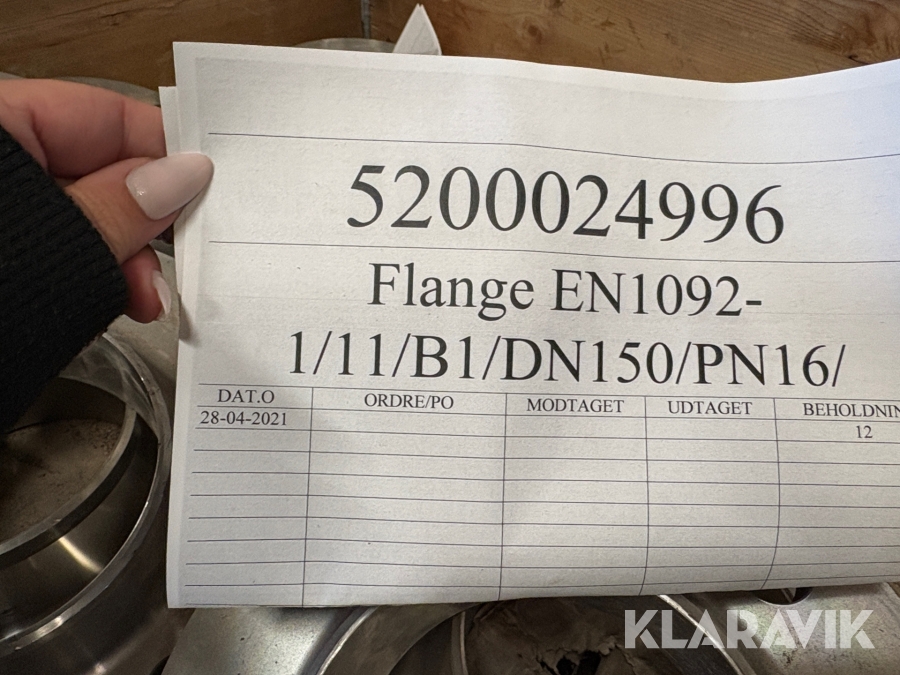 5200024996
Flange EN1092-
1/11/B1/DN150/PN16/
DAT.O ORDRE/PO MODTAGET UDTAGET BEHOLDNIN
28-04-2021 12
KLARAVIK